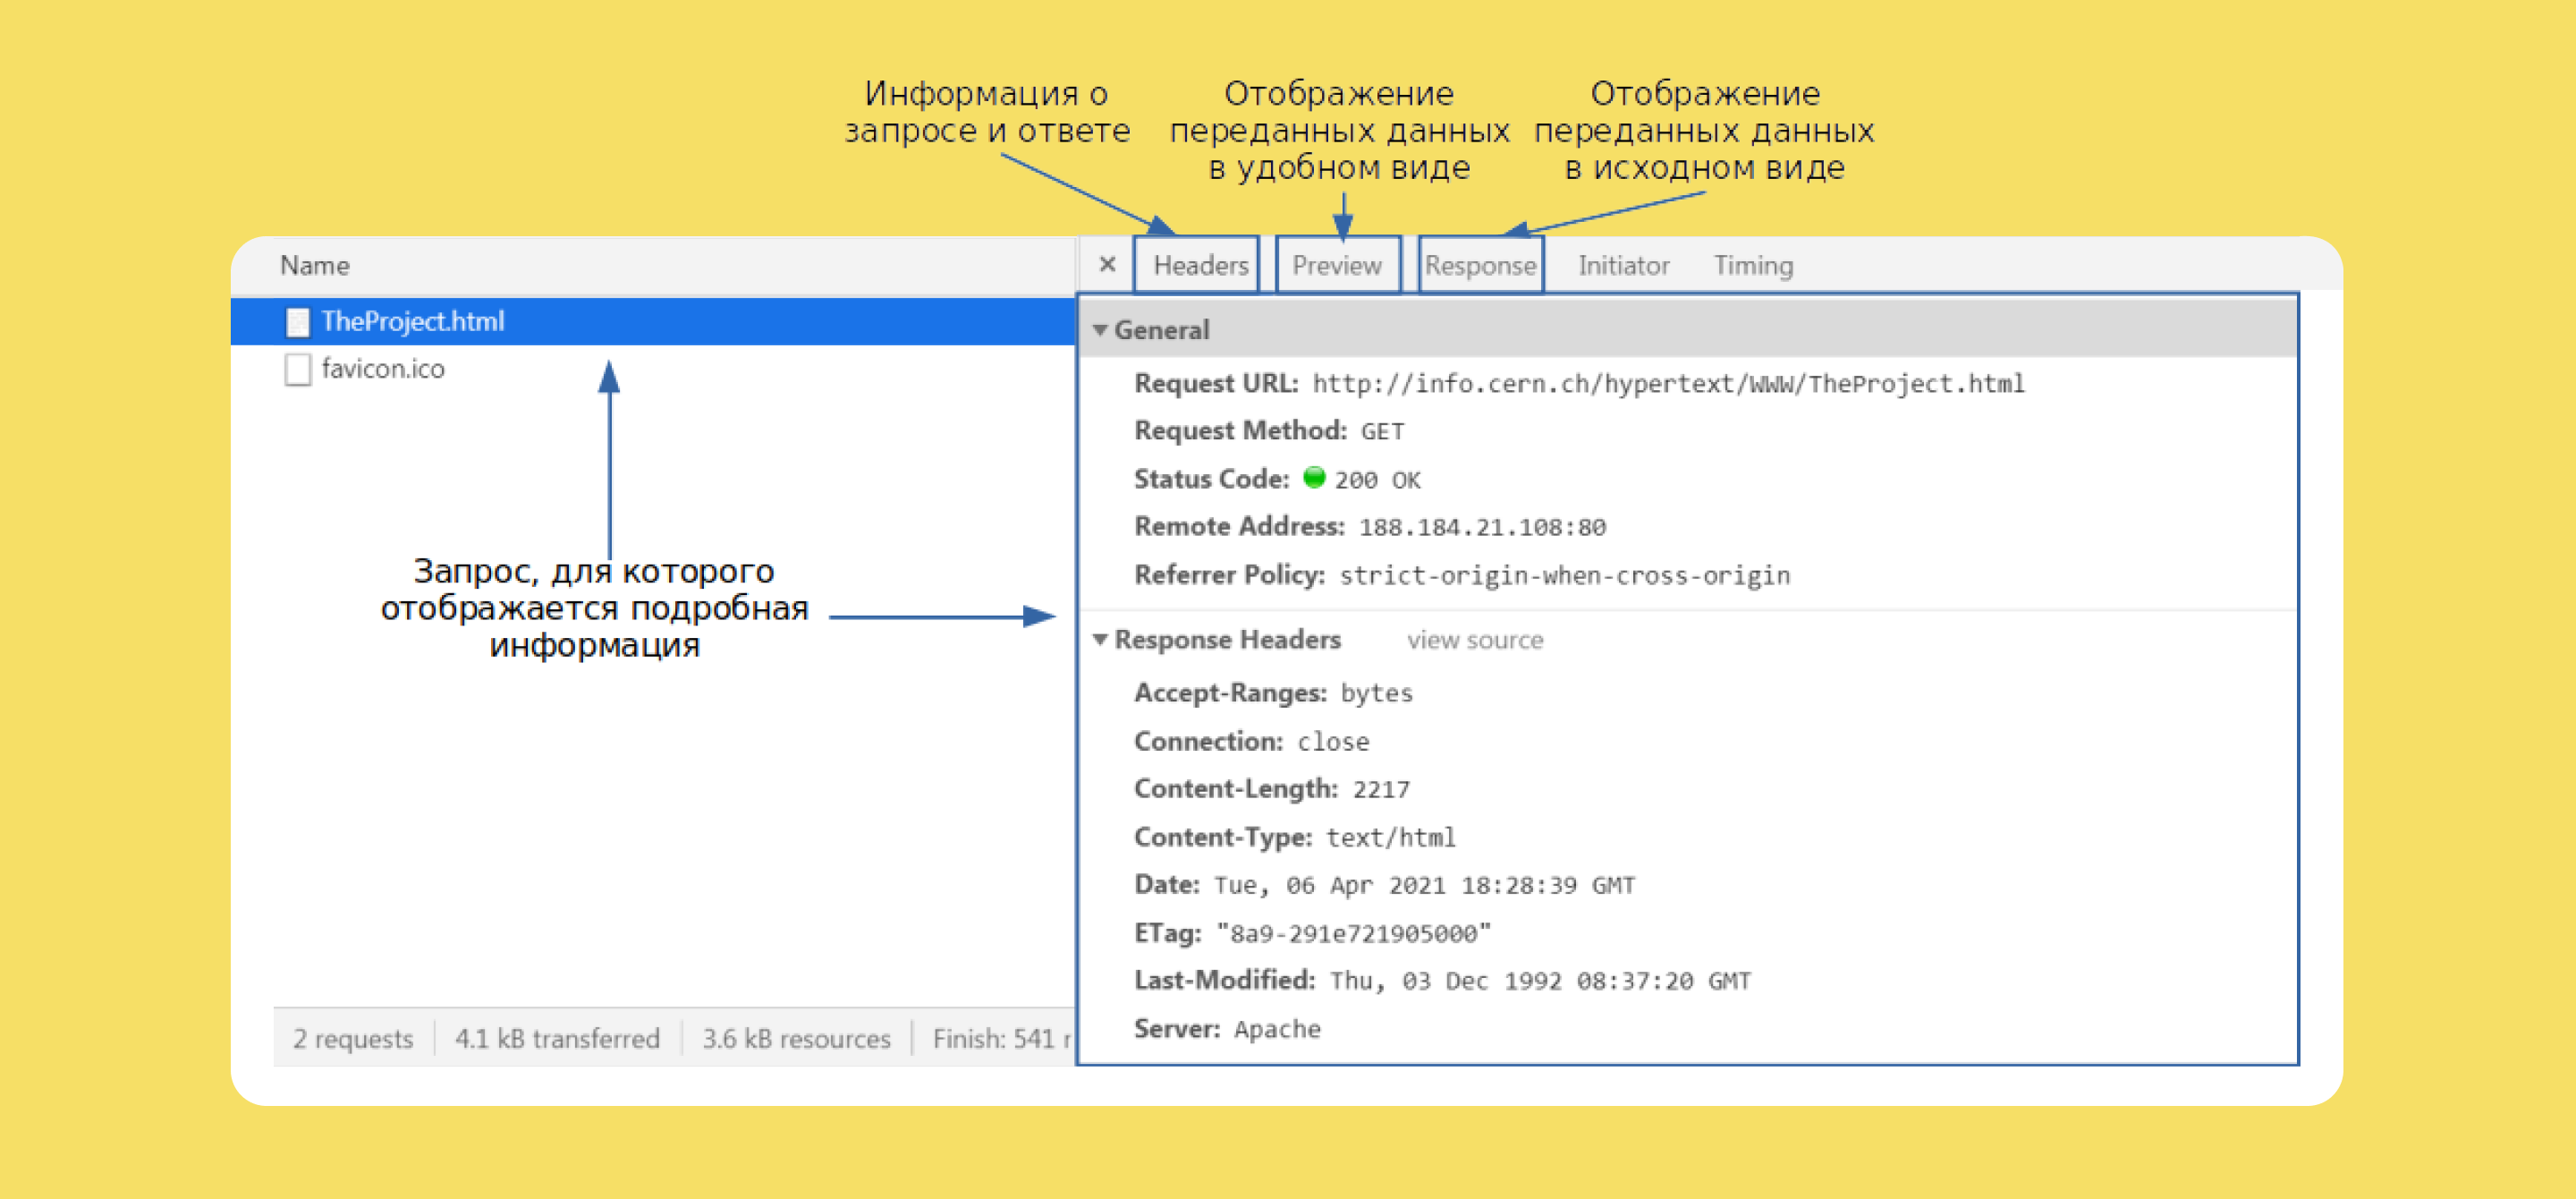 Информация о
запросе и ответе
Отображение
переданных данных
в удобном виде
Отображение
переданных данных
в исходном виде
Name
× Headers Preview Response Initiator Timing
TheProject.html
favicon.ico
Запрос, для которого
отображается подробная
информация
General
Request URL: http://info.cern.ch/hypertext/WWW/TheProject.html
Request Method: GET
Status Code: 200 OK
Remote Address: 188.184.21.108:80
Referrer Policy: strict-origin-when-cross-origin
Response Headers view source
Accept-Ranges: bytes
Connection: close
Content-Length: 2217
Content-Type: text/html
Date: Tue, 06 Apr 2021 18:28:39 GMT
ETag: "8a9-291e721905000"
Last-Modified: Thu, 03 Dec 1992 08:37:20 GMT
Server: Apache
2 requests 4.1 kB transferred 3.6 kB resources Finish: 541